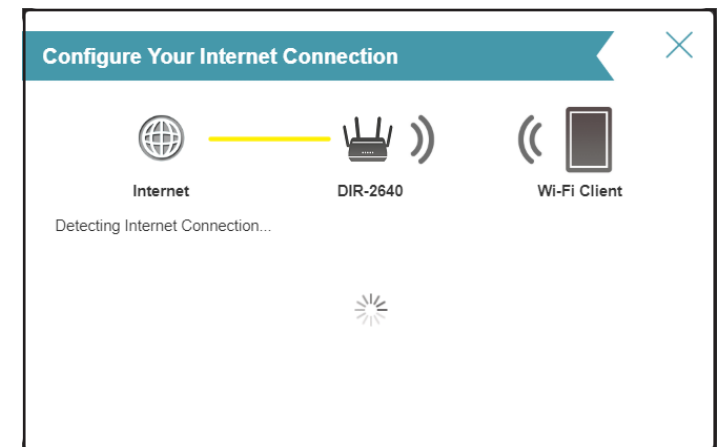 Configure Your Internet Connection
Internet
DIR-2640
Wi-Fi Client
Detecting Internet Connection...